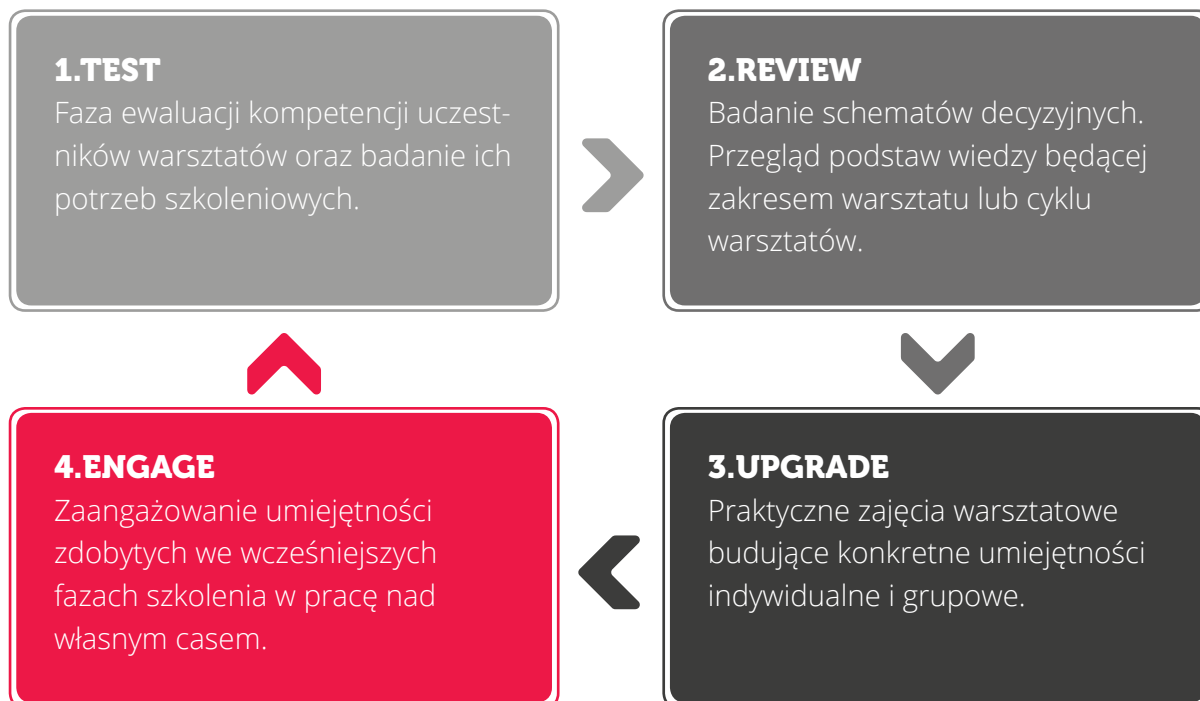 1.TEST
Faza ewaluacji kompetencji uczest-
ników warsztatów oraz badanie ich
potrzeb szkoleniowych.
2.REVIEW
Badanie schematów decyzyjnych.
Przegląd podstaw wiedzy będącej
zakresem warsztatu lub cyklu
warsztatów.
3.UPGRADE
Praktyczne zajęcia warsztatowe
budujące konkretne umiejętności
indywidualne i grupowe.
4.ENGAGE
Zaangażowanie umiejętności
zdobytych we wcześniejszych
fazach szkolenia w pracę nad
własnym casem.